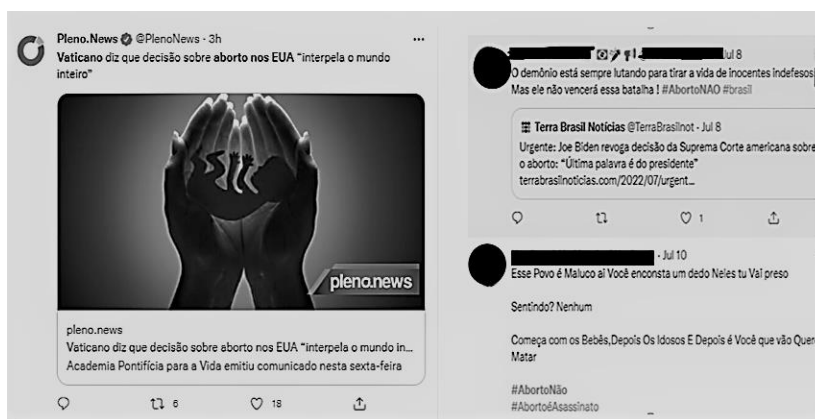 Pleno.News @PlenoNews · 3h
Vaticano diz que decisão sobre aborto nos EUA “interpela o mundo
inteiro”
pleno.news
pleno.news
Vaticano diz que decisão sobre aborto nos EUA “interpela o mundo in...
Academia Pontifícia para a Vida emitiu comunicado nesta sexta-feira
6
18
Jul 8
O demônio está sempre lutando para tirar a vida de inocentes indefesos
Mas ele não vencerá essa batalha ! #AbortoNAO #brasil
Terra Brasil Notícias @TerraBrasilnot · Jul 8
Urgente: Joe Biden revoga decisão da Suprema Corte americana sobre
o aborto: “Última palavra é do presidente”
terrabrasilnoticias.com/2022/07/urgent...
1
· Jul 10
Esse Povo é Maluco ai Você enconsta um dedo Neles tu Vai preso
Sentindo? Nenhum
Começa com os Bebês,Depois Os Idosos E Depois é Você que vão Quer
Matar
#AbortoNão
#AbortoéAsassinato